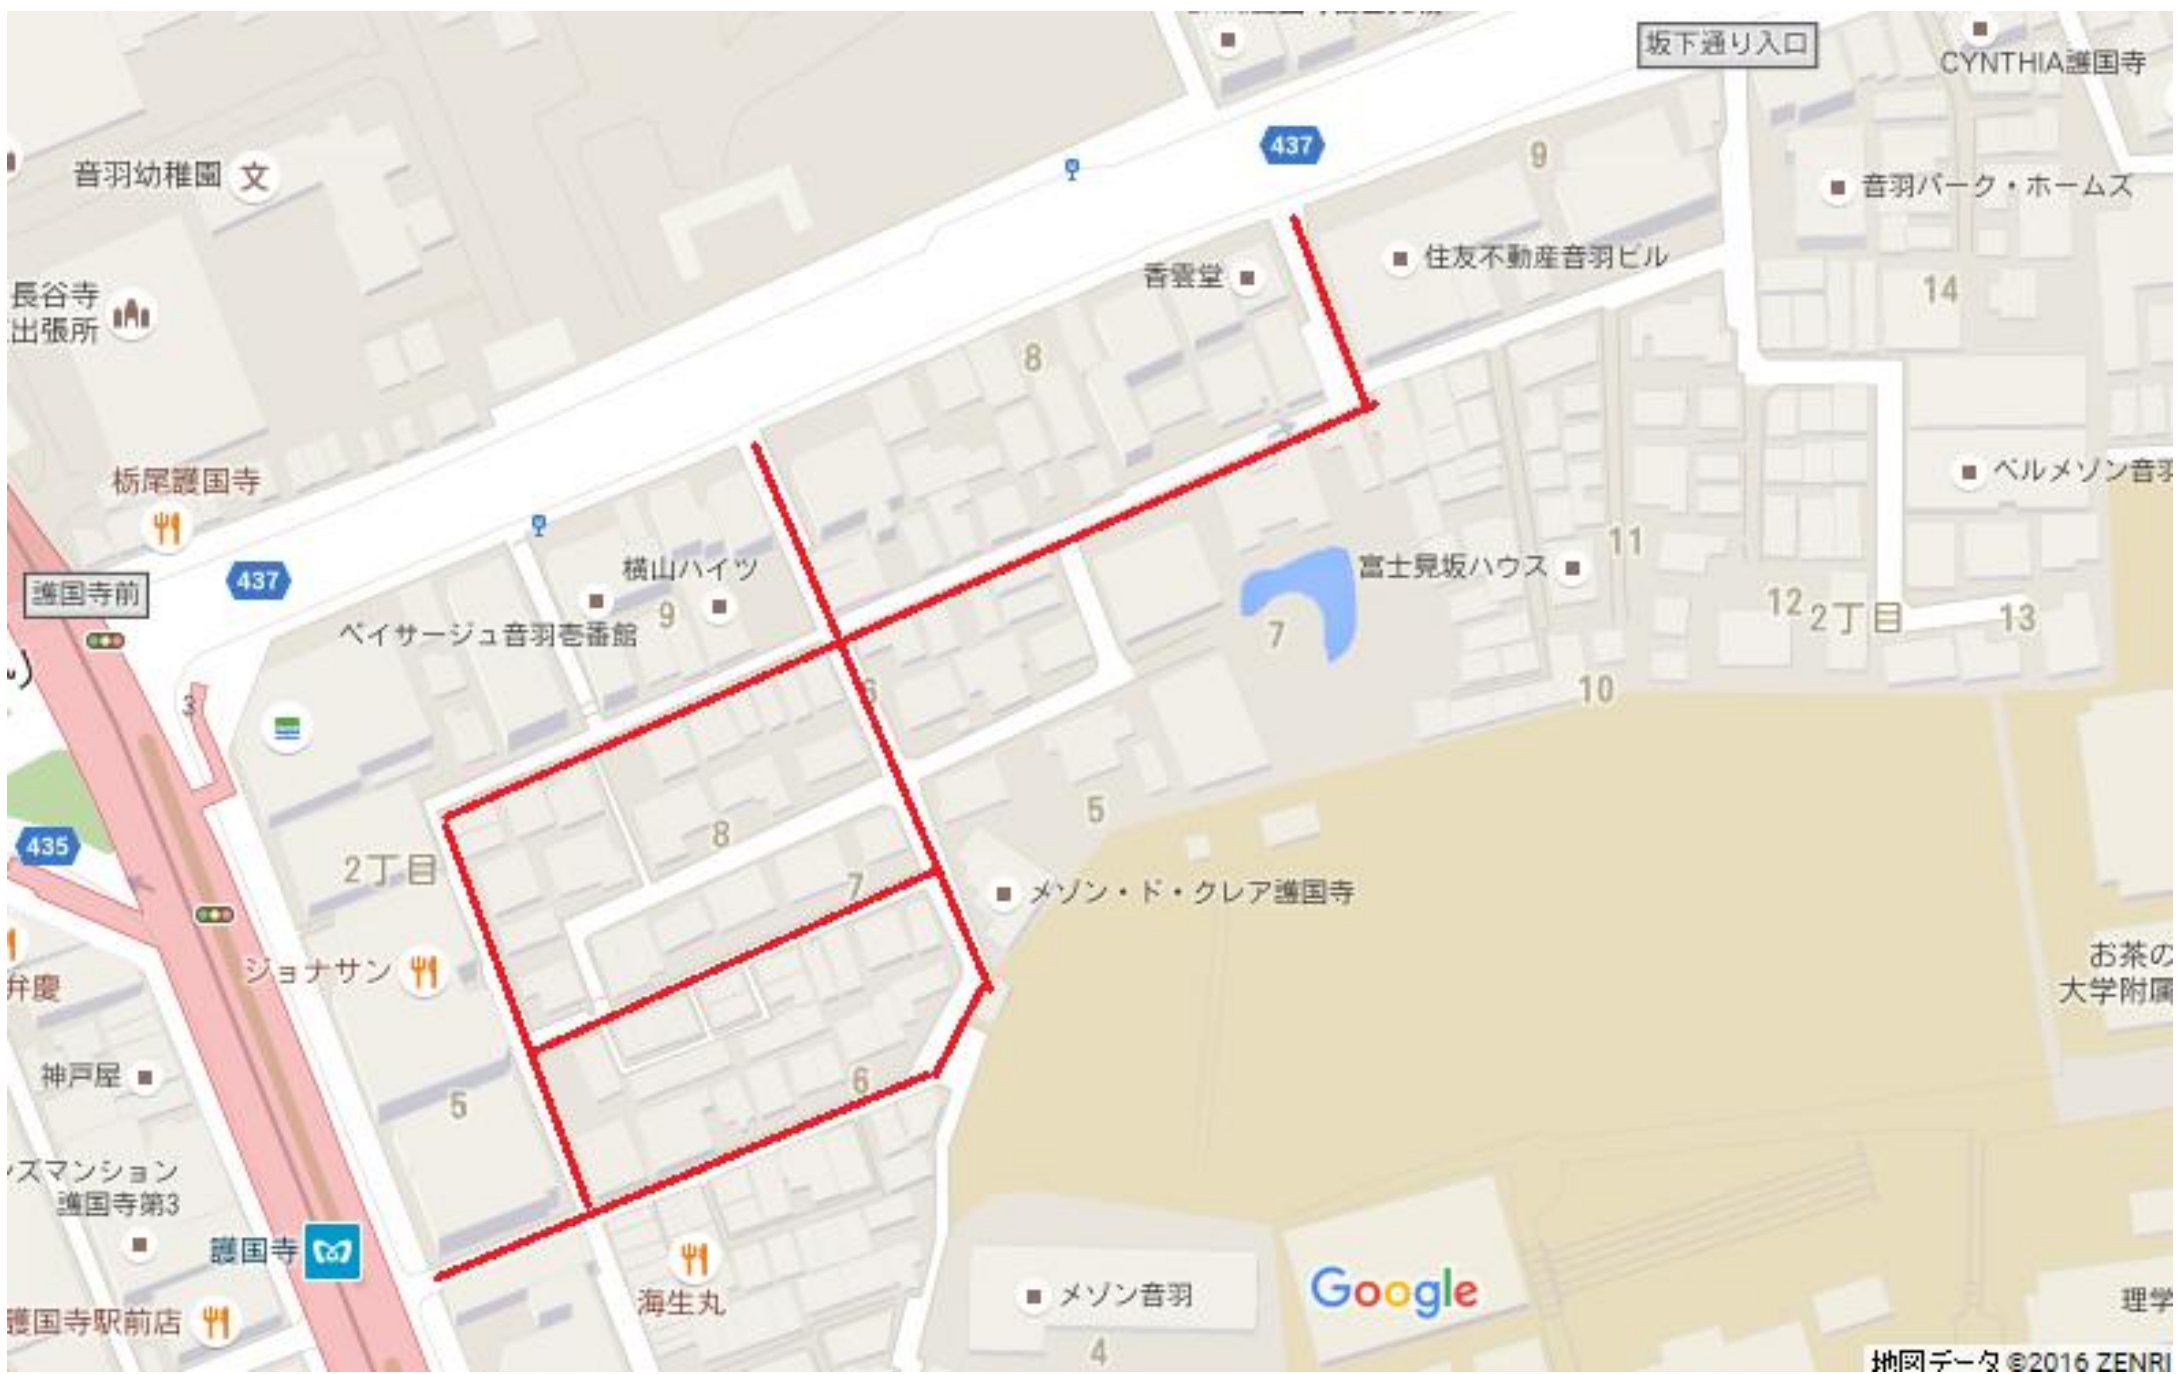 坂下通り入口
CYNTHIA護国寺
437
9
音羽幼稚園
文
音羽パーク・ホームズ
住友不動産音羽ビル
香雲堂
14
長谷寺
出張所
8
栃尾護国寺
ベルメゾン音羽
437
護国寺前
横山ハイツ
9
ペイサージュ音羽壱番館
富士見坂ハウス
11
12
2丁目
13
7
6
10
3
435
2丁目
8
5
7
メゾン・ド・クレア護国寺
ジョナサン
弁慶
お茶の
大学附属
神戸屋
5
6
ズマンション
護国寺第3
護国寺
海生丸
メゾン音羽
Google
護国寺駅前店
4
理学
地図データ ©2016 ZENRI